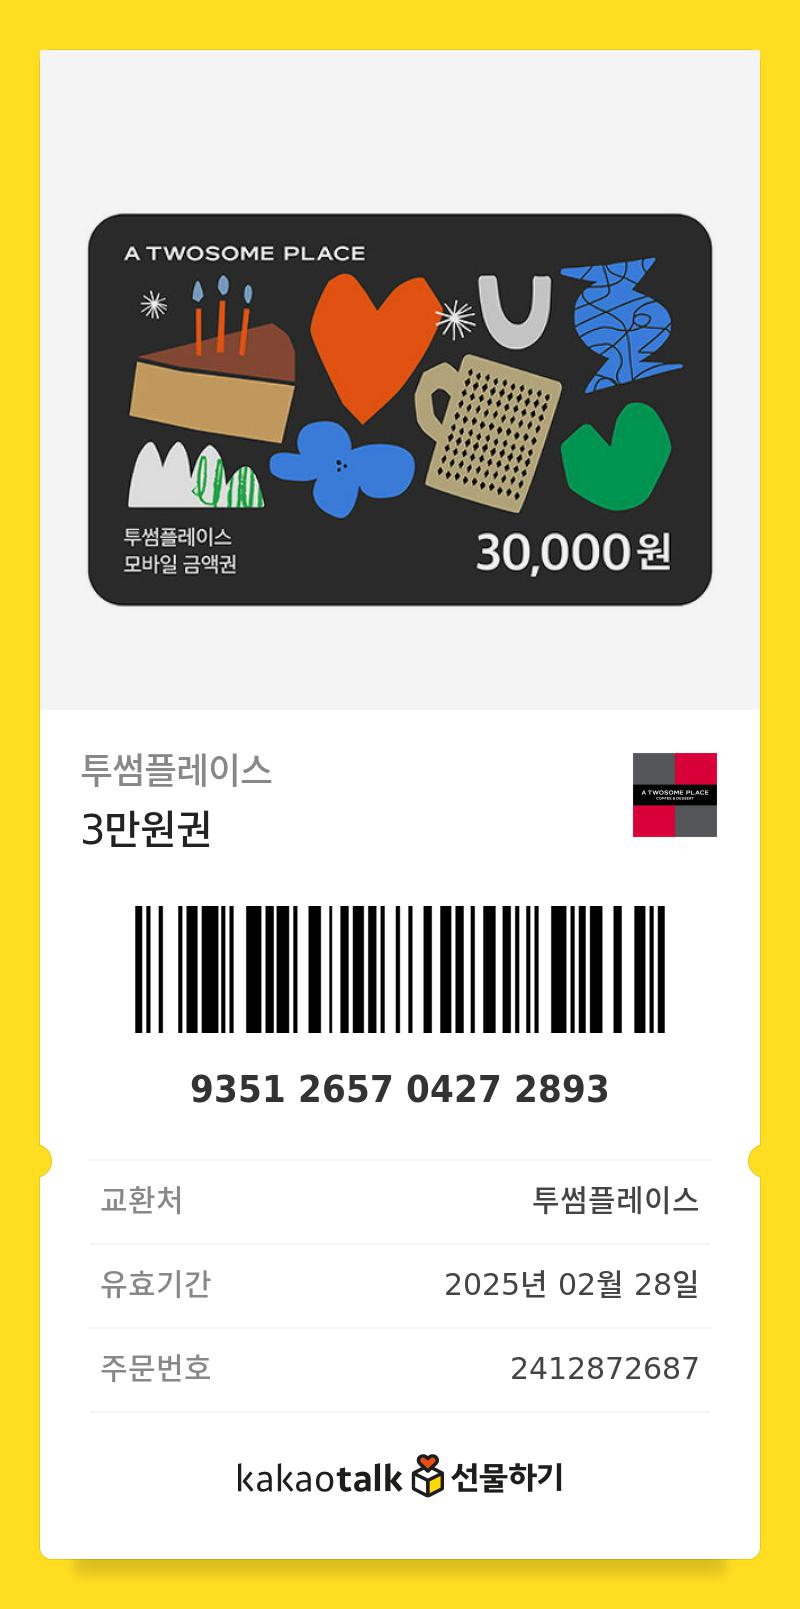 A TWOSOME PLACE
투썸플레이스
모바일 금액권
30,000원
투썸플레이스
3만원권
A TWOSOME PLACE
COFFEE & DESSERT
9351 2657 0427 2893
교환처 투썸플레이스
유효기간 2025년 02월 28일
주문번호 2412872687
kakaotalk 선물하기